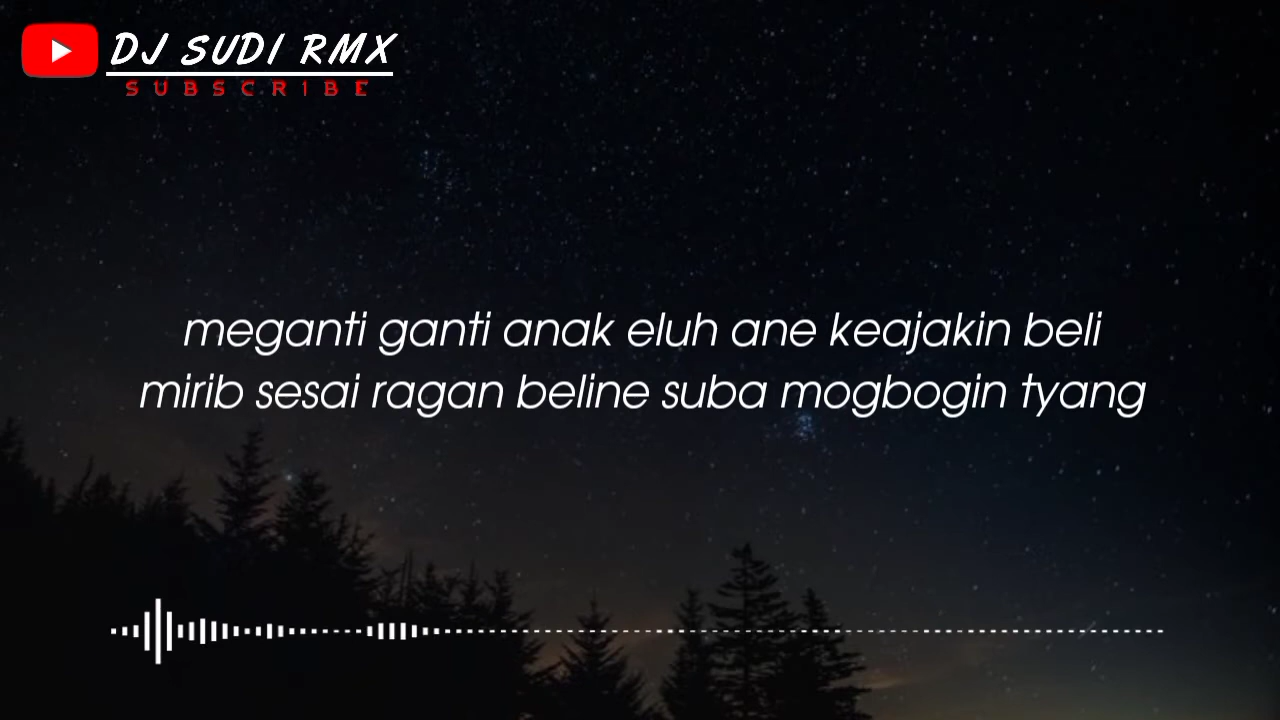 DJ SUDI RMX
SUBSCRIBE
meganti ganti anak eluh ane keajakin beli
mirib sesai ragan beline suba mogbogin tyang